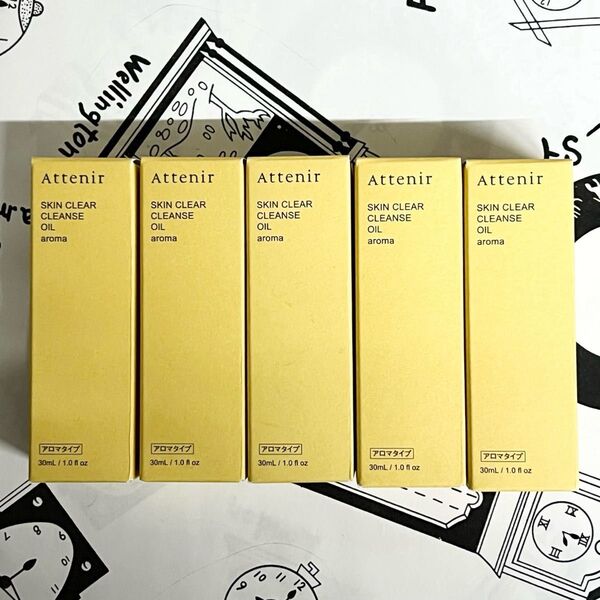 Wellington
Attenir
SKIN CLEAR
CLEANSE
OIL
aroma
アロマタイプ
30mL / 1.0 fl oz
Attenir
SKIN CLEAR
CLEANSE
OIL
aroma
アロマタイプ
30mL / 1.0 fl oz
Attenir
SKIN CLEAR
CLEANSE
OIL
aroma
アロマタイプ
30mL / 1.0 fl oz
Attenir
SKIN CLEAR
CLEANSE
OIL
aroma
アロマタイプ
30mL / 1.0 fl oz
Attenir
SKIN CLEAR
CLEANSE
OIL
aroma
アロマタイプ
30mL / 1.0 fl oz